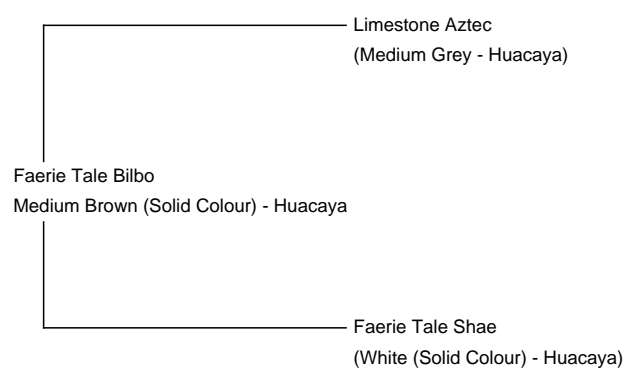 Limestone Aztec
(Medium Grey - Huacaya)
Faerie Tale Bilbo
Medium Brown (Solid Colour) - Huacaya
Faerie Tale Shae
(White (Solid Colour) - Huacaya)